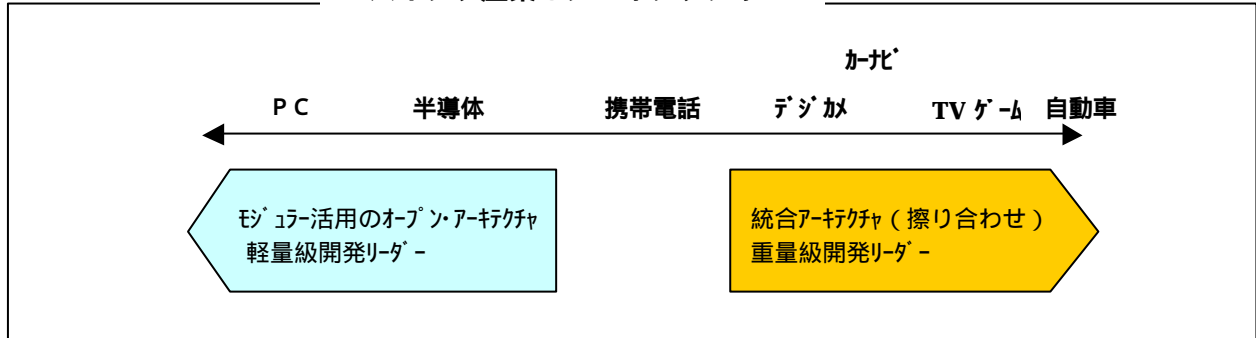 カーナビ
PC 半導体 携帯電話 デジカメ TVゲーム 自動車
モジュラー活用のオープン・アーキテクチャ
軽量級開発リーダー
統合アーキテクチャ(擦り合わせ)
重量級開発リーダー